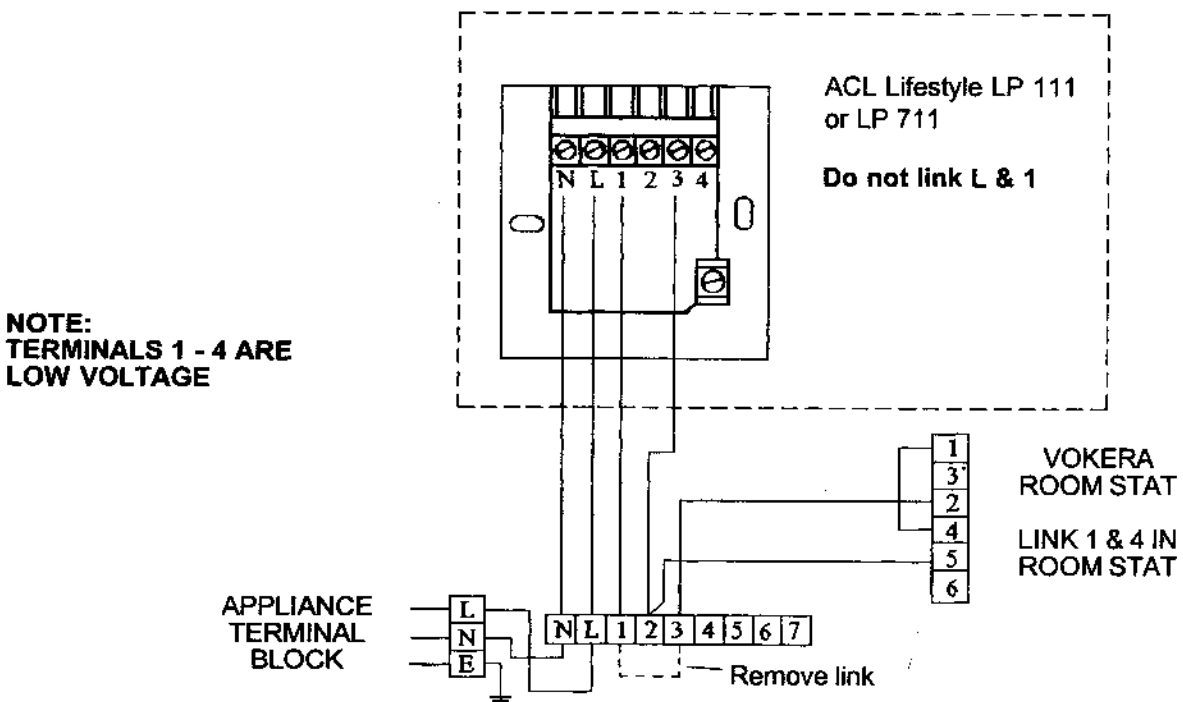 ACL Lifestyle LP 111
or LP 711
Do not link L & 1
N L 1 2 3 4
NOTE:
TERMINALS 1 - 4 ARE
LOW VOLTAGE
1
3
2
4
5
6
VOKERA
ROOM STAT
LINK 1 & 4 IN
ROOM STAT
APPLIANCE
TERMINAL
BLOCK
L
N
E
N L 1 2 3 4 5 6 7
Remove link